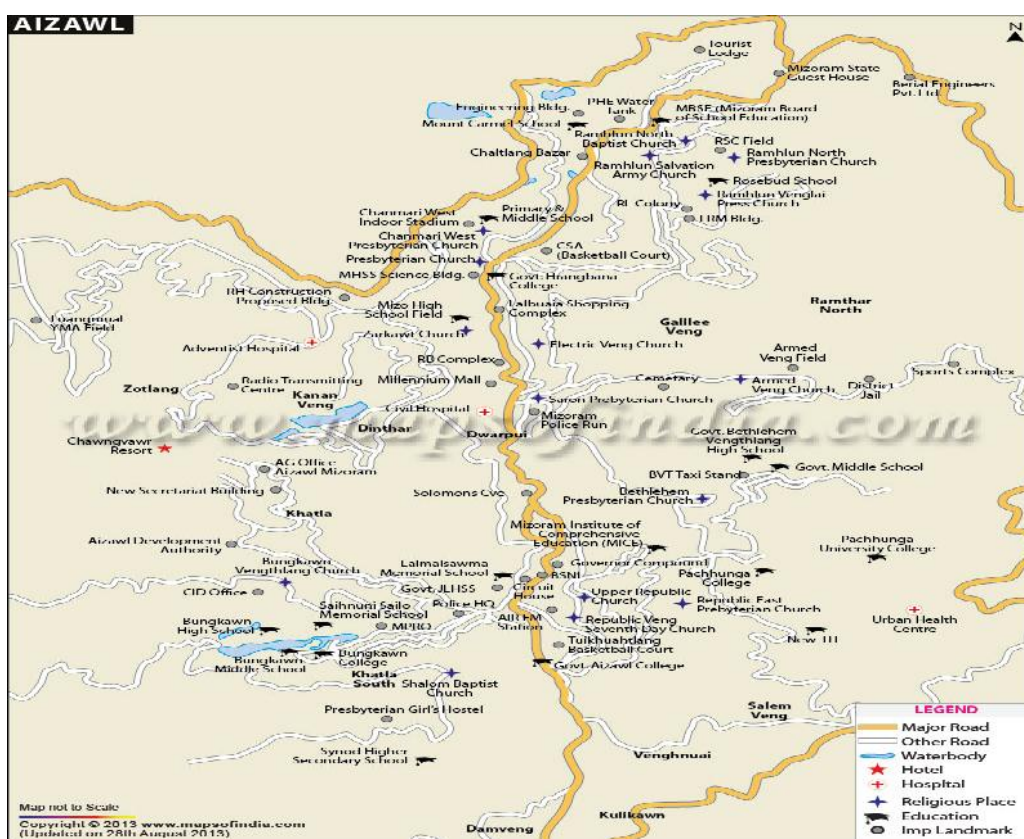 AIZAWL
N
Tourist
Lodge
Mizoram State
Guest House
Berial Engineers
Pvt. Ltd.
Engineering Bldg.
PHE Water
Tank
MBSE (Mizoram Board
of School Education)
Mount Carmel School
Ramhlun North
Baptist Church
RSC Field
Chaltlang Bazar
Ramhlun North
Presbyterian Church
Ramhlun Salvation
Army Church
Rosebud School
Ramhlun Venglai
Press Church
BL Colony
LRM Bldg.
Chanmari West
Indoor Stadium
Primary &
Middle School
Chanmari West
Presbyterian Church
CSA
(Basketball Court)
Presbyterian Church
MHSS Science Bldg.
Govt. Hrangbana
College
RH Construction
Proposed Bldg.
Mizo High
School Field
Lalbuaia Shopping
Complex
Ramthar
North
YMA Field
Galilee
Veng
Zarkawt Church
Adventist Hospital
Electric Veng Church
Armed
Veng Field
RB Complex
Sports Complex
Zotlang
Radio Transmitting
Centre
Millennium Mall
Cemetary
Armed
Veng Church
District
Jail
Kanan
Veng
Saron Presbyterian Church
Civil Hospital
Mizoram
Police Run
Dinthar
Dwarpui
www.mapsofindia.com
Chawngvawr
Resort
Govt. Bethlehem
Vengthlang
High School
AG Office
Aizawl Mizoram
Govt. Middle School
BVT Taxi Stand
New Secretariat Building
Solomons Cve
Bethlehem
Presbyterian Church
Khatla
Mizoram Institute of
Comprehensive
Education (MICE)
Aizawl Development
Authority
Pachhunga
University College
Bungkawn
Vengthlang Church
Lalmaisawma
Memorial School
Governor Compound
BSNL
Pachhunga
College
CID Office
Govt. JLHSS
Circuit
House
Upper Republic
Church
Republic East
Presbyterian Church
Saihnuni Sailo
Memorial School
Police HQ
Urban Health
Centre
Bungkawn
High School
MPRO
AIR FM
Station
Republic Veng
Seventh Day Church
New ITI
Tuikhuahtlang
Basketball Court
Bungkawn
Middle School
Bungkawn
College
Govt. Aizawl College
Khatla
South
Shalom Baptist
Church
Presbyterian Girl's Hostel
Salem
Veng
Synod Higher
Secondary School
Venghnuai
LEGEND
Major Road
Other Road
Waterbody
Hotel
Hospital
Religious Place
Education
Imp Landmark
Map not to Scale
Copyright © 2013 www.mapsofindia.com
(Updated on 28th August 2013)
Damveng
Kulikawn